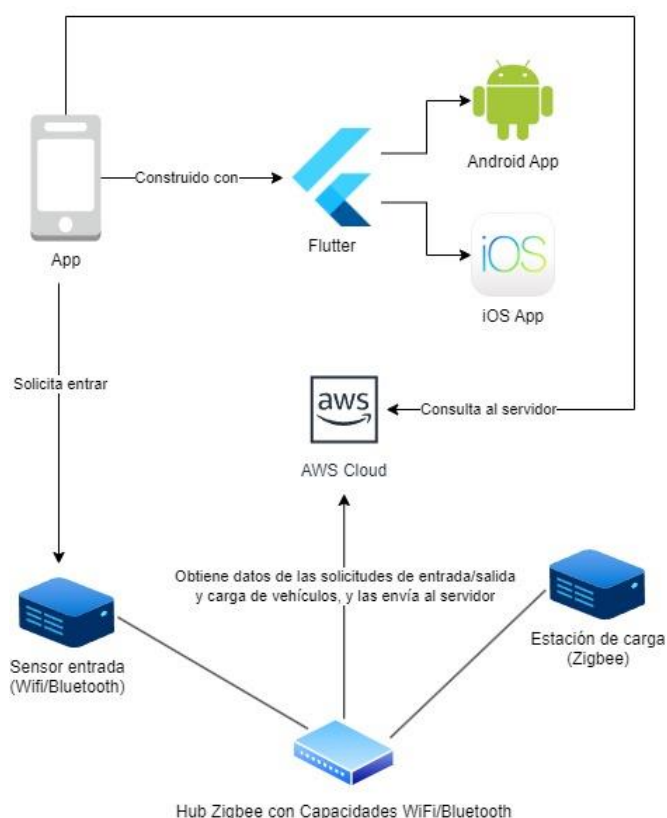 Android App
Construido con
Flutter
App
iOS
iOS App
Solicita entrar
aws
Consulta al servidor
AWS Cloud
Obtiene datos de las solicitudes de entrada/salida
y carga de vehículos, y las envía al servidor
Estación de carga
(Zigbee)
Sensor entrada
(Wifi/Bluetooth)
Hub Zigbee con Capacidades WiFi/Bluetooth